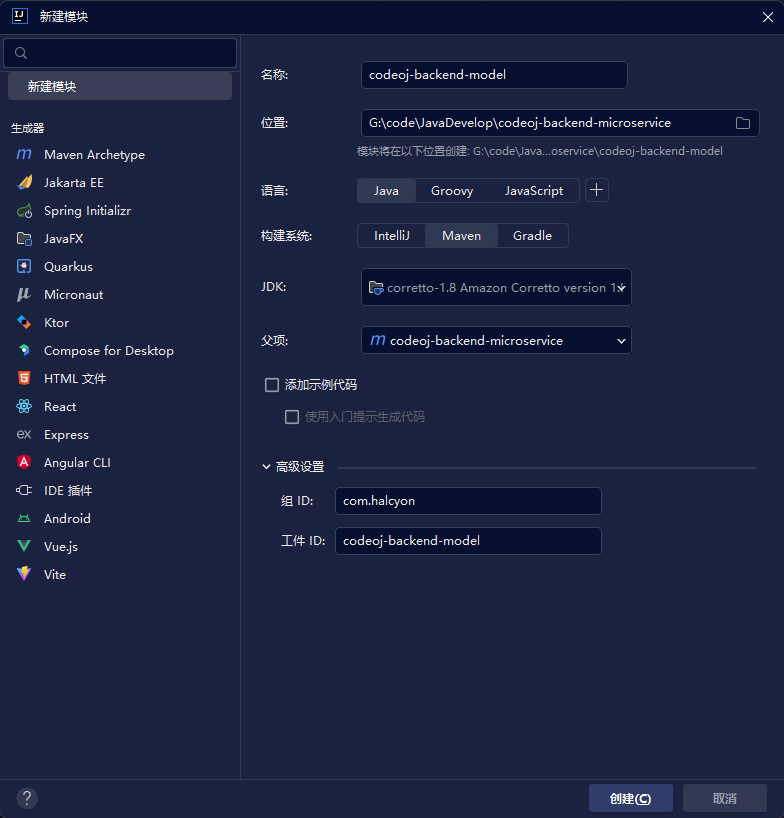 新建模块
新建模块
生成器
Maven Archetype
Jakarta EE
Spring Initializr
JavaFX
Quarkus
Micronaut
Ktor
Compose for Desktop
HTML 文件
React
Express
Angular CLI
IDE 插件
Android
Vue.js
Vite
名称: codeoj-backend-model
位置: G:\code\JavaDevelop\codeoj-backend-microservice
模块将在以下位置创建: G:\code\Java...oservice\codeoj-backend-model
语言: Java Groovy JavaScript
构建系统: IntelliJ Maven Gradle
JDK: corretto-1.8 Amazon Corretto version
父项: codeoj-backend-microservice
添加示例代码
使用入门提示生成代码
高级设置
组 ID: com.halcyon
工件 ID: codeoj-backend-model
? 创建(C) 取消